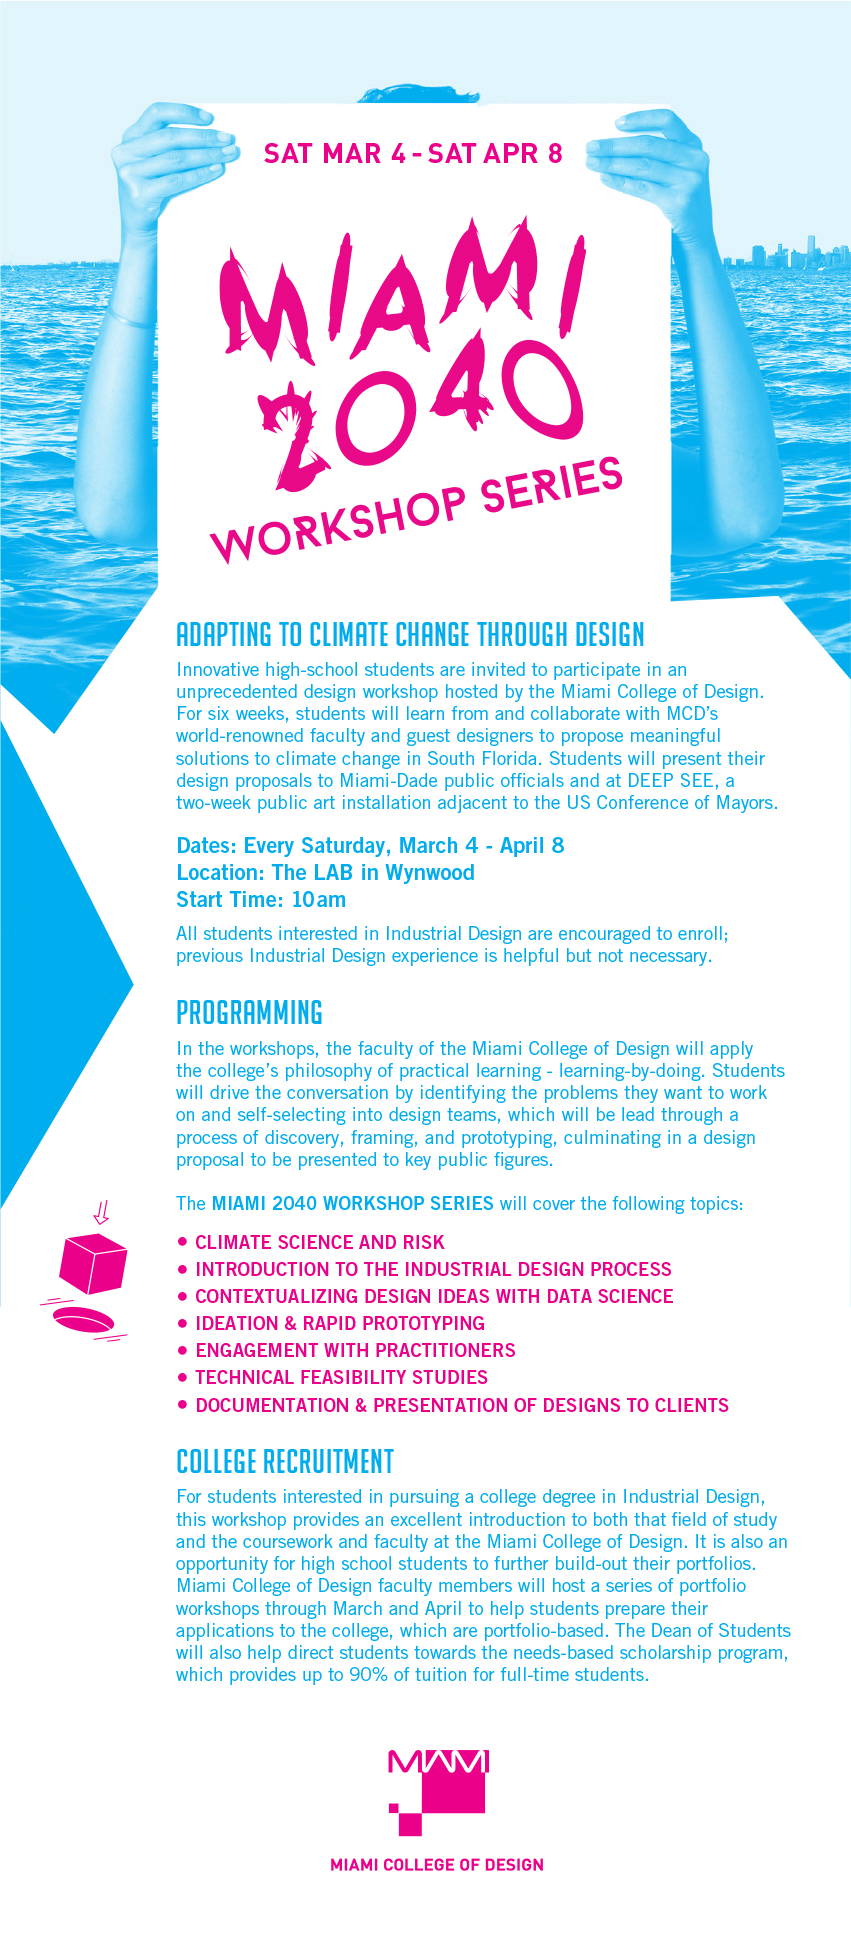 SAT MAR 4 - SAT APR 8
MIAMI
2040
WORKSHOP SERIES
ADAPTING TO CLIMATE CHANGE THROUGH DESIGN
Innovative high-school students are invited to participate in an
unprecedented design workshop hosted by the Miami College of Design.
For six weeks, students will learn from and collaborate with MCD's
world-renowned faculty and guest designers to propose meaningful
solutions to climate change in South Florida. Students will present their
design proposals to Miami-Dade public officials and at DEEP SEE, a
two-week public art installation adjacent to the US Conference of Mayors.
Dates: Every Saturday, March 4 - April 8
Location: The LAB in Wynwood
Start Time: 10am
All students interested in Industrial Design are encouraged to enroll;
previous Industrial Design experience is helpful but not necessary.
PROGRAMMING
In the workshops, the faculty of the Miami College of Design will apply
the college's philosophy of practical learning - learning-by-doing. Students
will drive the conversation by identifying the problems they want to work
on and self-selecting into design teams, which will be lead through a
process of discovery, framing, and prototyping, culminating in a design
proposal to be presented to key public figures.
The MIAMI 2040 WORKSHOP SERIES will cover the following topics:
• CLIMATE SCIENCE AND RISK
• INTRODUCTION TO THE INDUSTRIAL DESIGN PROCESS
• CONTEXTUALIZING DESIGN IDEAS WITH DATA SCIENCE
• IDEATION & RAPID PROTOTYPING
• ENGAGEMENT WITH PRACTITIONERS
• TECHNICAL FEASIBILITY STUDIES
• DOCUMENTATION & PRESENTATION OF DESIGNS TO CLIENTS
COLLEGE RECRUITMENT
For students interested in pursuing a college degree in Industrial Design,
this workshop provides an excellent introduction to both that field of study
and the coursework and faculty at the Miami College of Design. It is also an
opportunity for high school students to further build-out their portfolios.
Miami College of Design faculty members will host a series of portfolio
workshops through March and April to help students prepare their
applications to the college, which are portfolio-based. The Dean of Students
will also help direct students towards the needs-based scholarship program,
which provides up to 90% of tuition for full-time students.
MIAMI
MIAMI COLLEGE OF DESIGN